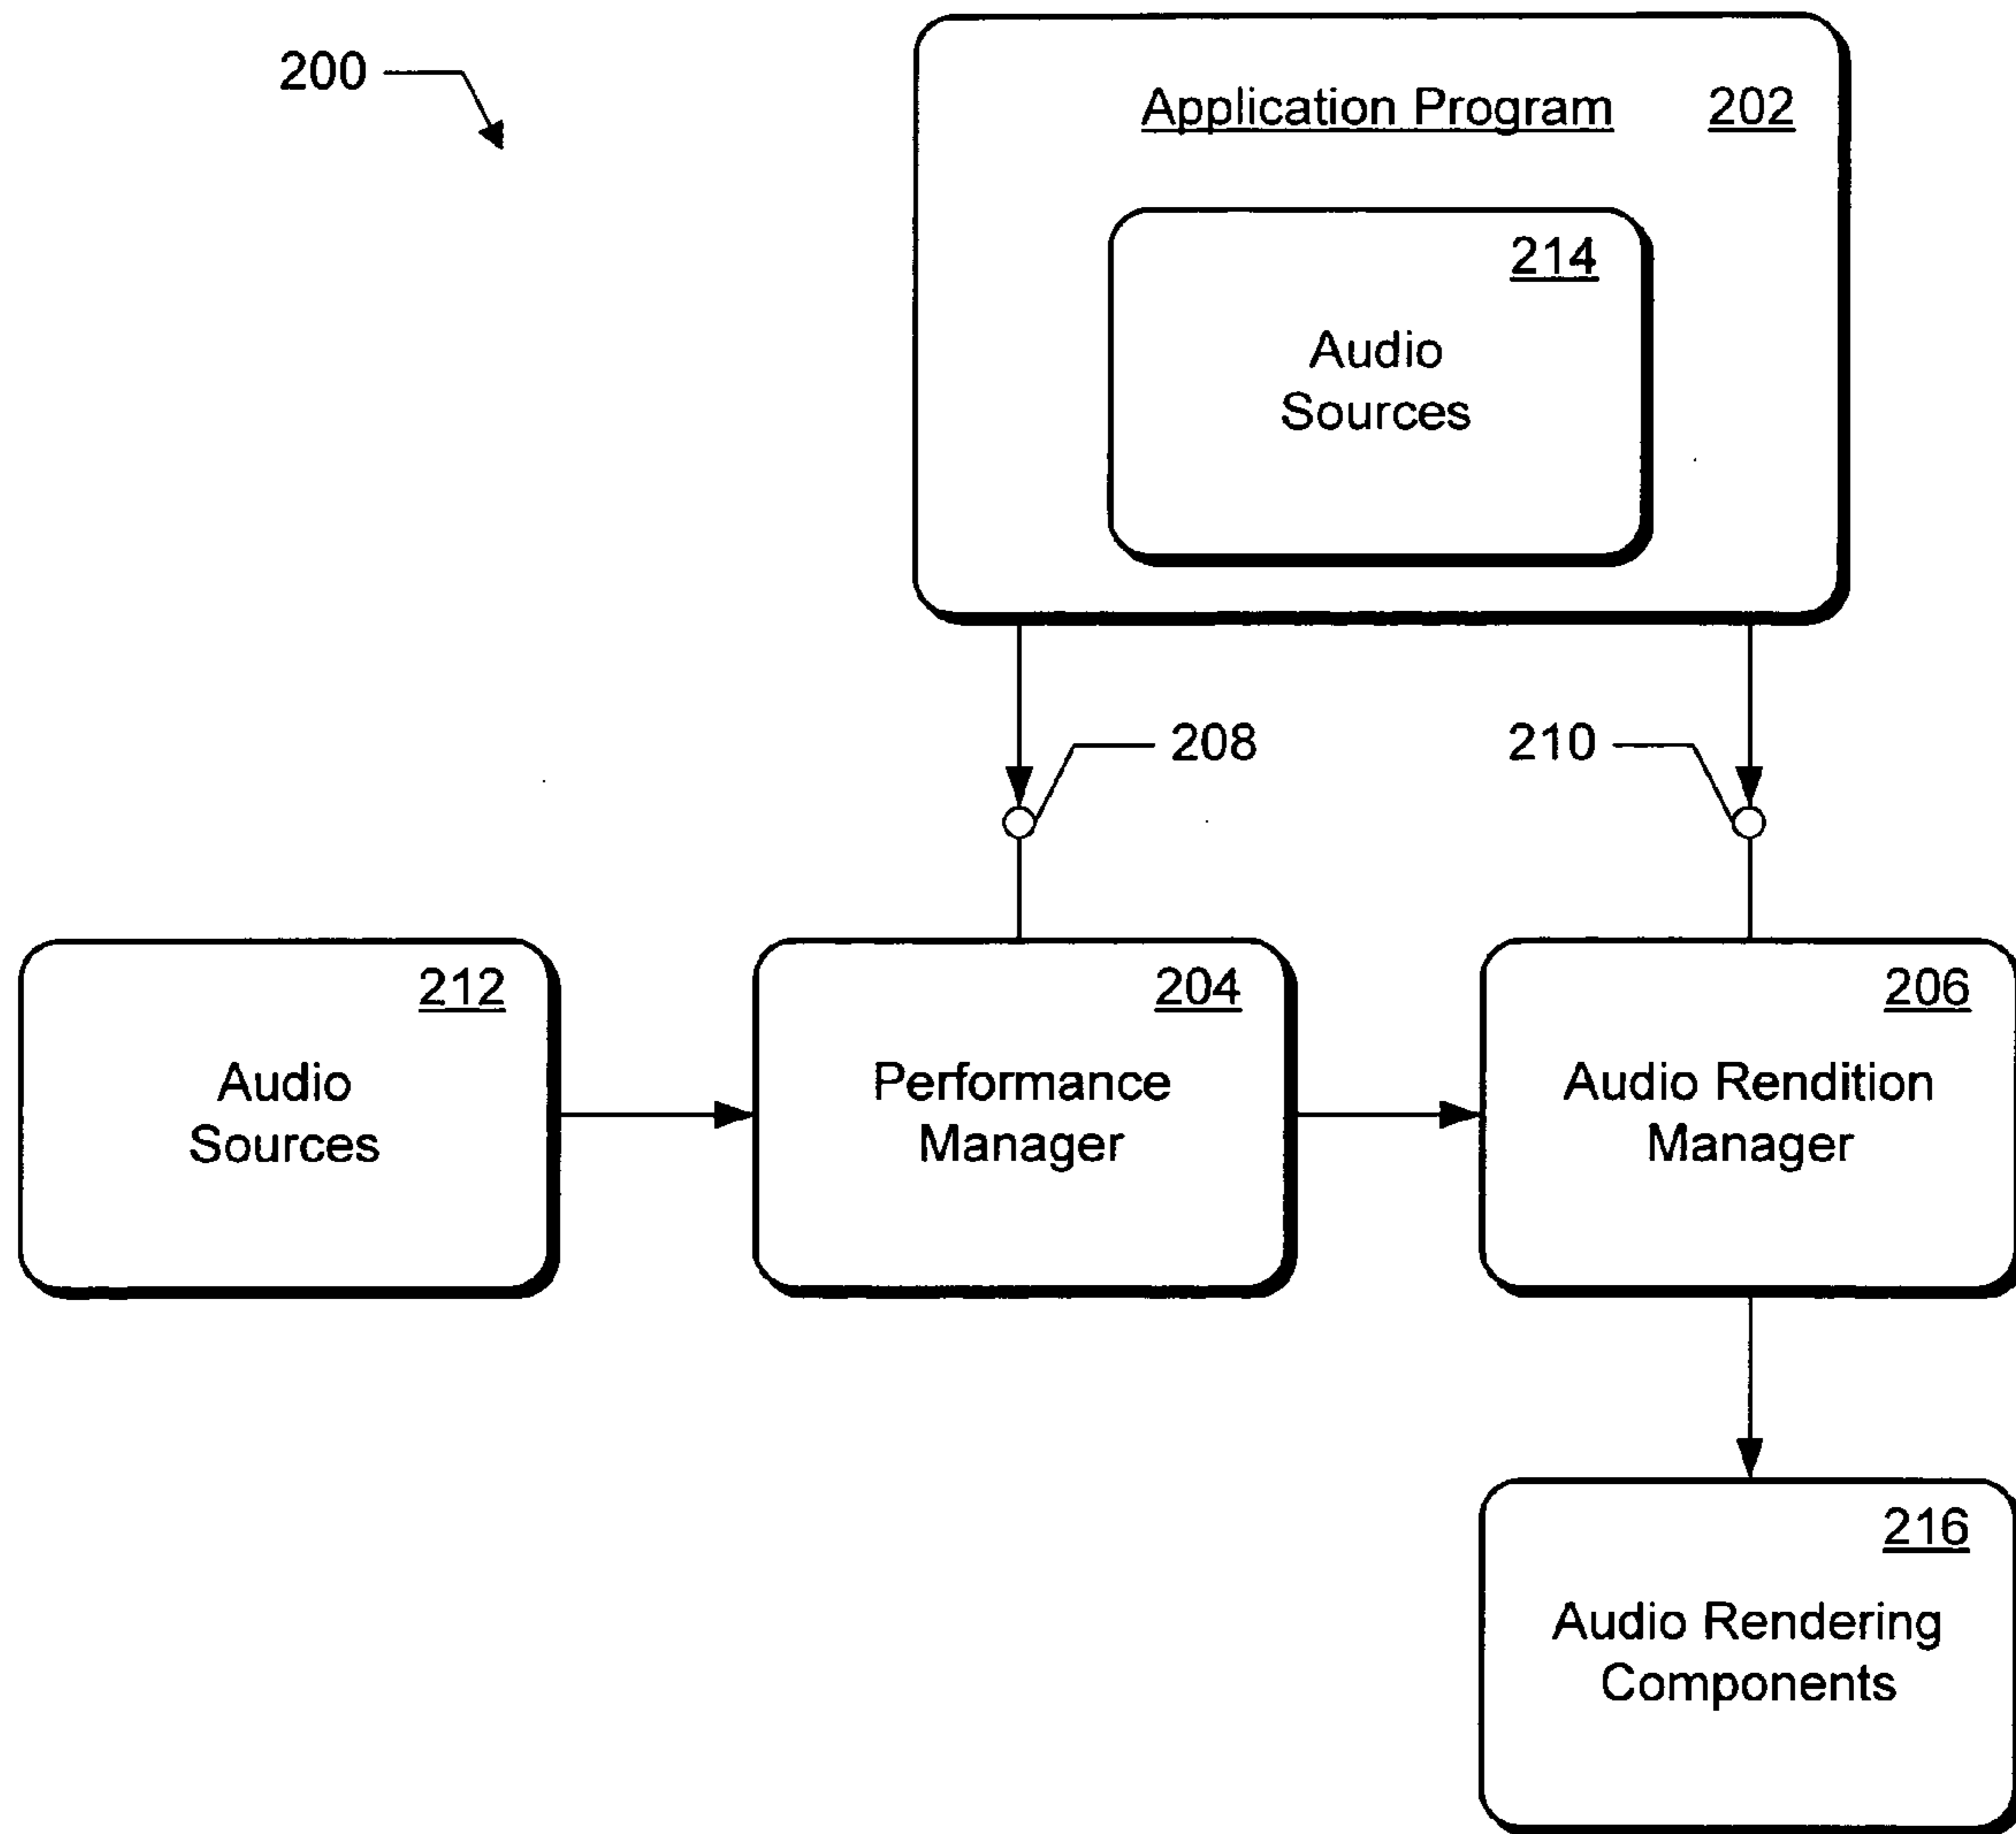 200
Application Program 202
214
Audio
Sources
208
210
212
Audio
Sources
204
Performance
Manager
206
Audio Rendition
Manager
216
Audio Rendering
Components